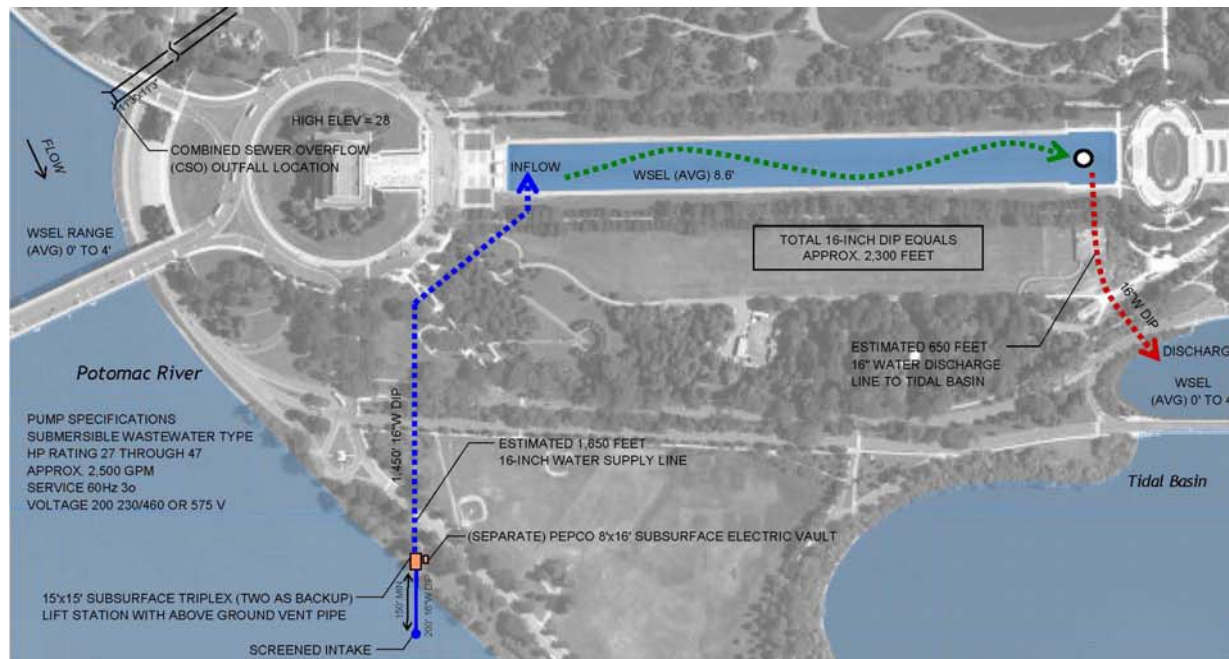 HIGH ELEV = 28
COMBINED SEWER OVERFLOW
(CSO) OUTFALL LOCATION
FLOW
WSEL RANGE
(AVG) 0' TO 4'
INFLOW
WSEL (AVG) 8.6'
TOTAL 16-INCH DIP EQUALS
APPROX. 2,300 FEET
16"W DIP
ESTIMATED 650 FEET
16" WATER DISCHARGE
LINE TO TIDAL BASIN
DISCHARG
WSEL
(AVG) 0' TO 4
Potomac River
PUMP SPECIFICATIONS
SUBMERSIBLE WASTEWATER TYPE
HP RATING 27 THROUGH 47
APPROX. 2,500 GPM
SERVICE 60Hz 3o
VOLTAGE 200 230/460 OR 575 V
1,450' 16"W DIP
ESTIMATED 1,650 FEET
16-INCH WATER SUPPLY LINE
Tidal Basin
(SEPARATE) PEPCO 8'x16' SUBSURFACE ELECTRIC VAULT
15'x15' SUBSURFACE TRIPLEX (TWO AS BACKUP)
LIFT STATION WITH ABOVE GROUND VENT PIPE
150' MIN
200' 16"W DIP
SCREENED INTAKE